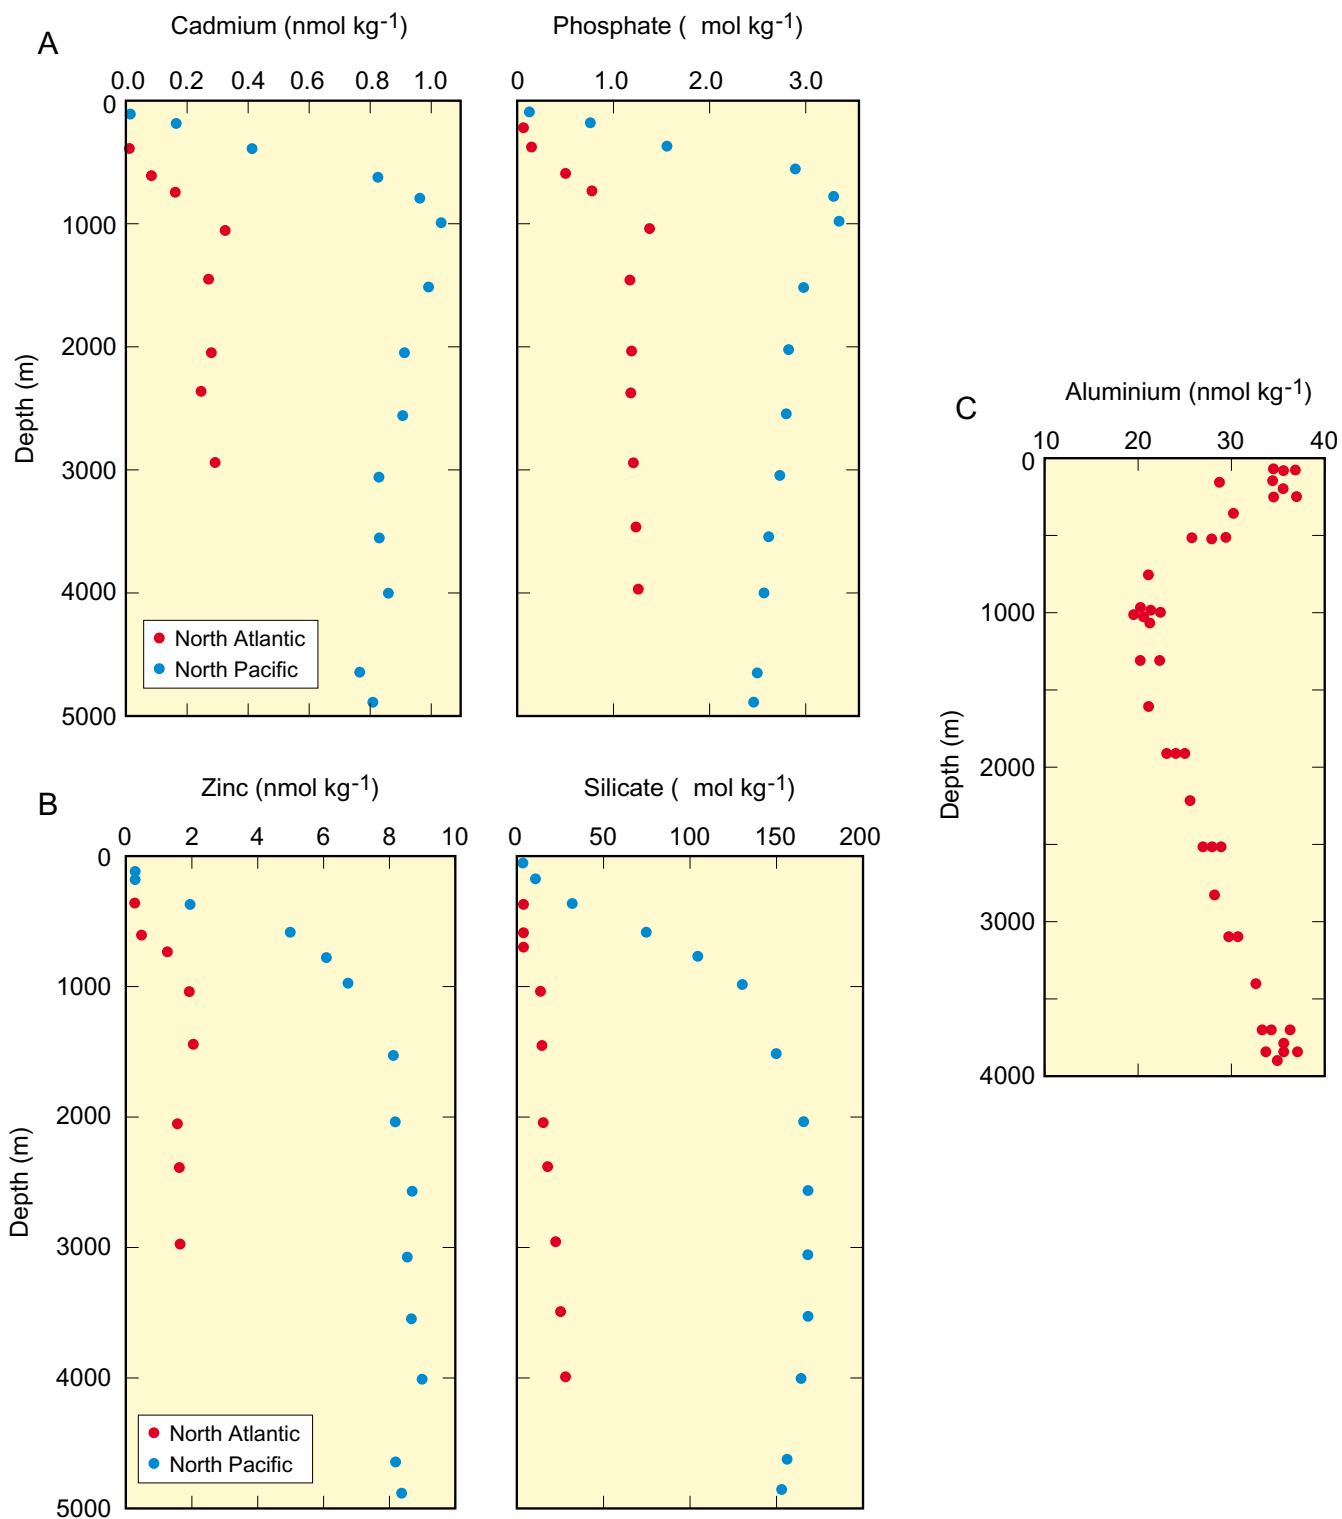 A
Cadmium (nmol kg-1)
0.0 0.2 0.4 0.6 0.8 1.0
Phosphate ( mol kg-1)
0 1.0 2.0 3.0
0
1000
2000
3000
4000
5000
Depth (m)
North Atlantic
North Pacific
B
Zinc (nmol kg-1)
0 2 4 6 8 10
Silicate ( mol kg-1)
0 50 100 150 200
0
1000
2000
3000
4000
5000
Depth (m)
North Atlantic
North Pacific
C
Aluminium (nmol kg-1)
10 20 30 40
0
1000
2000
3000
4000
Depth (m)